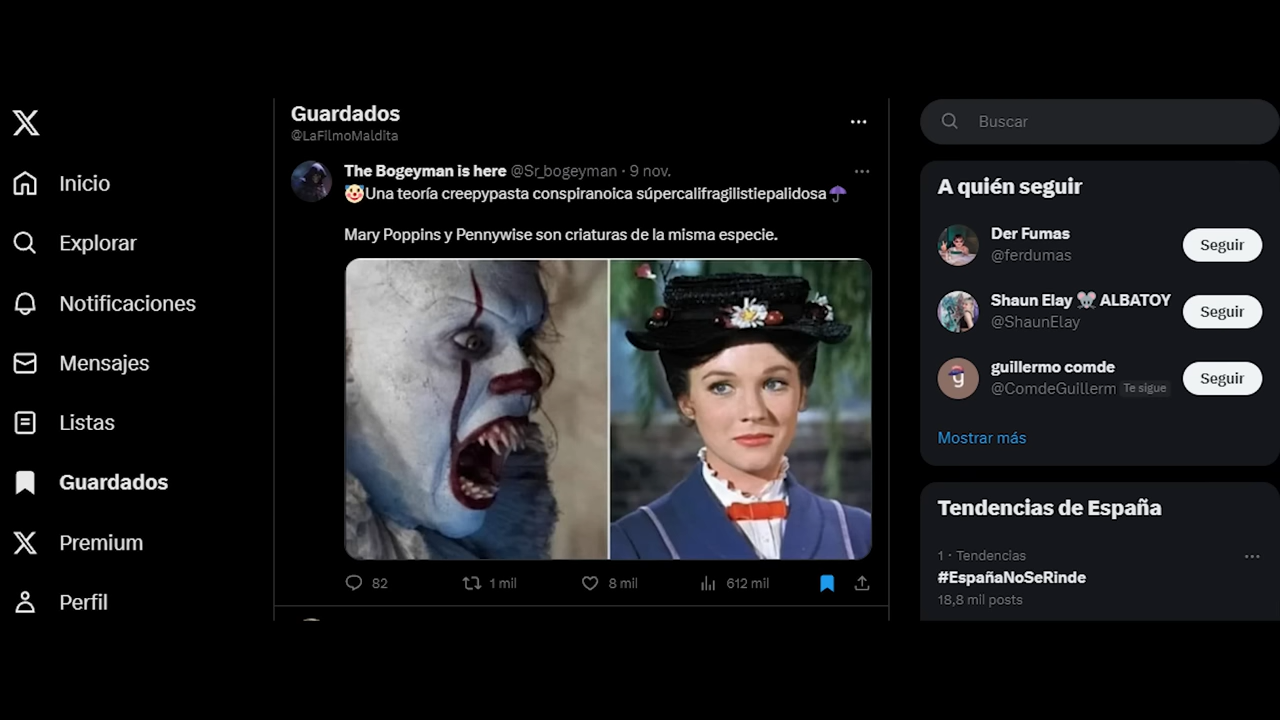 Inicio
Explorar
Notificaciones
Mensajes
Listas
Guardados
Premium
Perfil
Guardados
@LaFilmoMaldita
The Bogeyman is here @Sr_bogeyman · 9 nov.
🤡Una teoría creepypasta conspiranoica súpercalifragilistiepalidosa☂
Mary Poppins y Pennywise son criaturas de la misma especie.
82 1 mil 8 mil 612 mil
Buscar
A quién seguir
Der Fumas
@ferdumas
Seguir
Shaun Elay 🐭 ALBATOY
@ShaunElay
Seguir
guillermo comde
@ComdeGuillerm Te sigue
Seguir
Mostrar más
Tendencias de España
1 · Tendencias
#EspañaNoSeRinde
18,8 mil posts